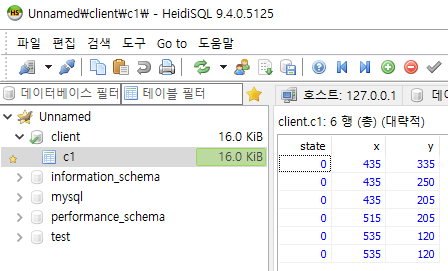 Unnamed\client\c1\ - HeidiSQL 9.4.0.5125
파일 편집 검색 도구 Go to 도움말
데이터베이스 필터 테이블 필터 호스트: 127.0.0.1
Unnamed client.c1: 6 행 (총) (대략적)
client 16.0 KiB state x y
c1 16.0 KiB 0 435 335
information_schema 0 435 250
mysql 0 435 205
performance_schema 0 515 205
test 0 535 120
0 535 120